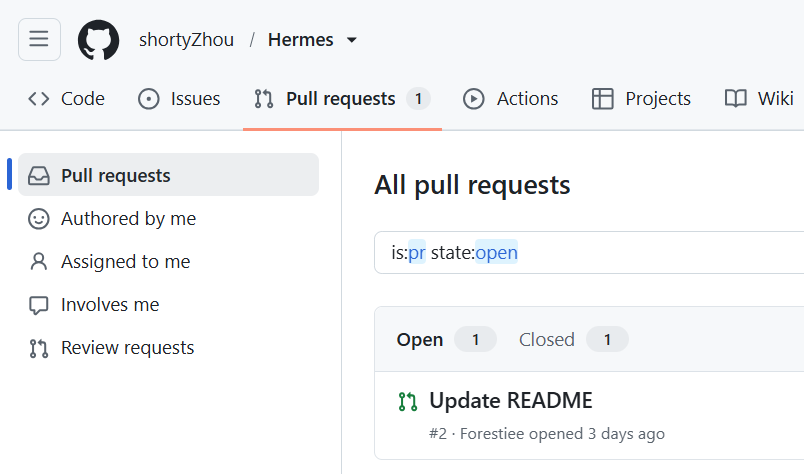 shortyZhou / Hermes
Code Issues Pull requests 1 Actions Projects Wiki
Pull requests
Authored by me
Assigned to me
Involves me
Review requests
All pull requests
is:pr state:open
Open 1 Closed 1
Update README
#2 · Forestiee opened 3 days ago